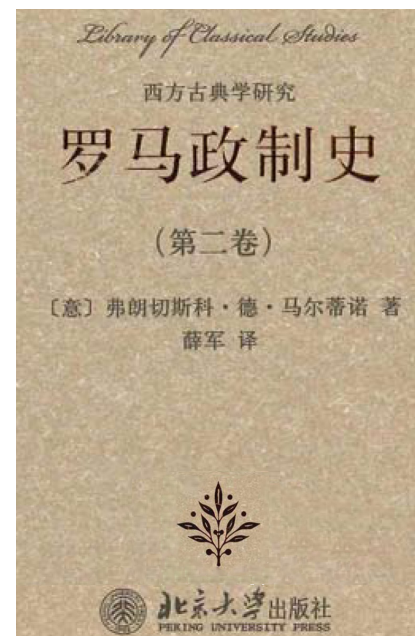 Library of Classical Studies
西方古典学研究
罗马政制史
（第二卷）
〔意〕弗朗切斯科·德·马尔蒂诺 著
薛军 译
北京大学出版社
PEKING UNIVERSITY PRESS